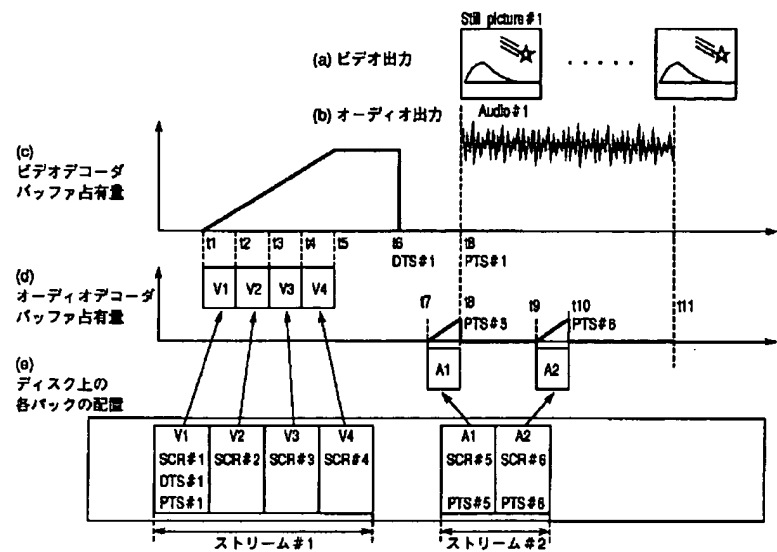 Still picture#1
(a) ビデオ出力
(b) オーディオ出力
Audio#1
(c)
ビデオデコーダ
バッファ占有量
t1 t2 t3 t4 t5 t6 t8
DTS#1 PTS#1
V1 V2 V3 V4
(d)
オーディオデコーダ
バッファ占有量
t7 t8 t9 t10 t11
PTS#5 PTS#6
A1 A2
(e)
ディスク上の
各パックの配置
V1 V2 V3 V4 A1 A2
SCR#1 SCR#2 SCR#3 SCR#4 SCR#5 SCR#6
DTS#1
PTS#1 PTS#5 PTS#6
ストリーム#1 ストリーム#2